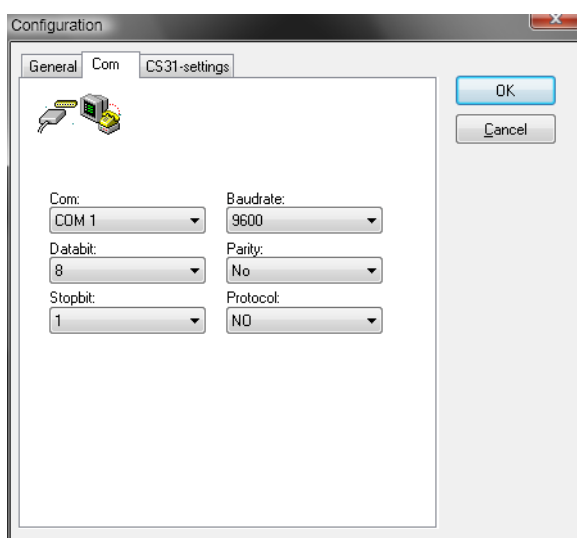 Configuration
General Com CS31-settings
OK
Cancel
Com: Baudrate:
COM 1 9600
Databit: Parity:
8 No
Stopbit: Protocol:
1 NO